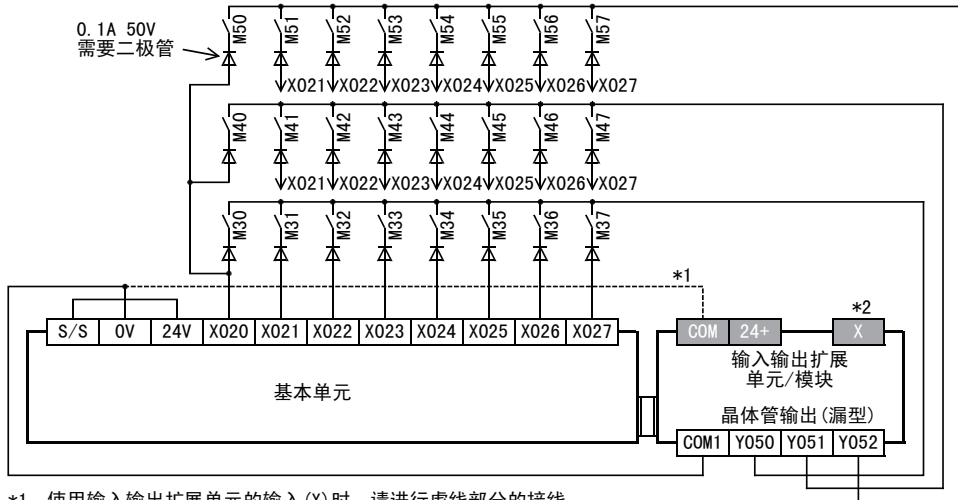 M50 M51 M52 M53 M54 M55 M56 M57
0.1A 50V
需要二极管
X021 X022 X023 X024 X025 X026 X027
M40 M41 M42 M43 M44 M45 M46 M47
X021 X022 X023 X024 X025 X026 X027
M30 M31 M32 M33 M34 M35 M36 M37
*1
*2
S/S 0V 24V X020 X021 X022 X023 X024 X025 X026 X027
COM 24+ X
基本单元
输入输出扩展
单元/模块
晶体管输出(漏型)
COM1 Y050 Y051 Y052
*1 使用输入输出扩展单元的输入(X)时,请进行虚线部分的接线